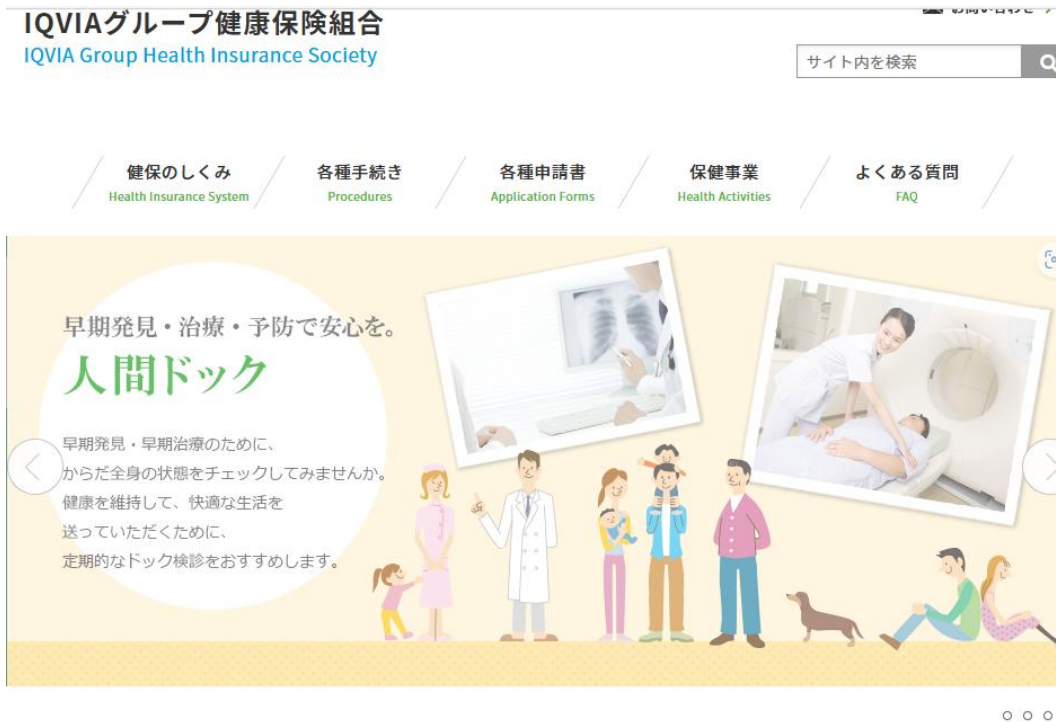 IQVIAグループ健康保険組合
お問い合わせ
IQVIA Group Health Insurance Society
サイト内を検索
健保のしくみ
Health Insurance System
各種手続き
Procedures
各種申請書
Application Forms
保健事業
Health Activities
よくある質問
FAQ
早期発見・治療・予防で安心を。
人間ドック
早期発見・早期治療のために、
からだ全身の状態をチェックしてみませんか。
健康を維持して、快適な生活を
送っていただくために、
定期的なドック検診をおすすめします。